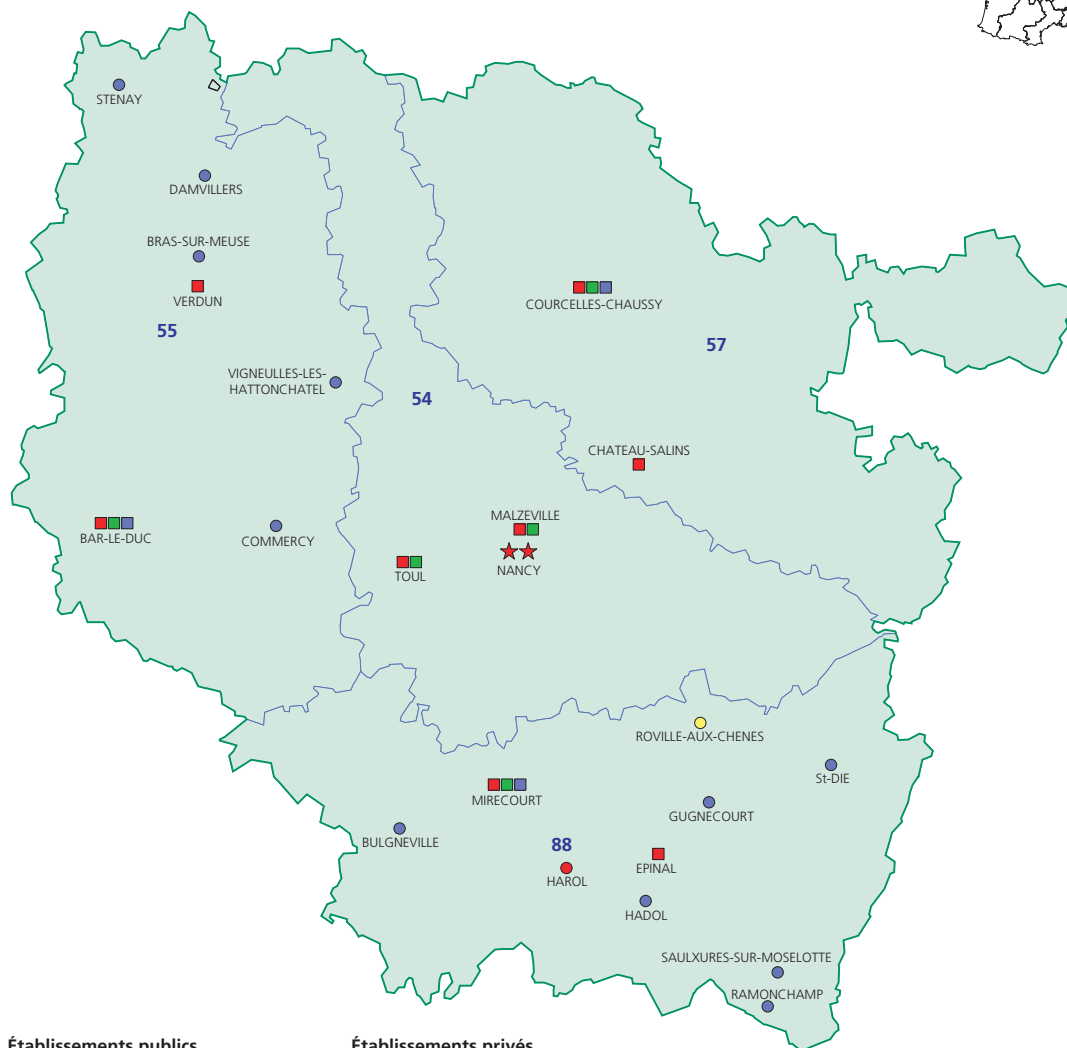 STENAY
DAMVILLERS
BRAS-SUR-MEUSE
VERDUN
55
COURCELLES-CHAUSSY
57
VIGNEULLES-LES-
HATTONCHATEL
54
CHATEAU-SALINS
MALZEVILLE
BAR-LE-DUC
COMMERCY
TOUL
NANCY
ROVILLE-AUX-CHENES
St-DIE
MIRECOURT
GUGNECOURT
BULGNEVILLE
88
HAROL
EPINAL
HADOL
SAULXURES-SUR-MOSELOTTE
RAMONCHAMP
Établissements publics
Établissements privés